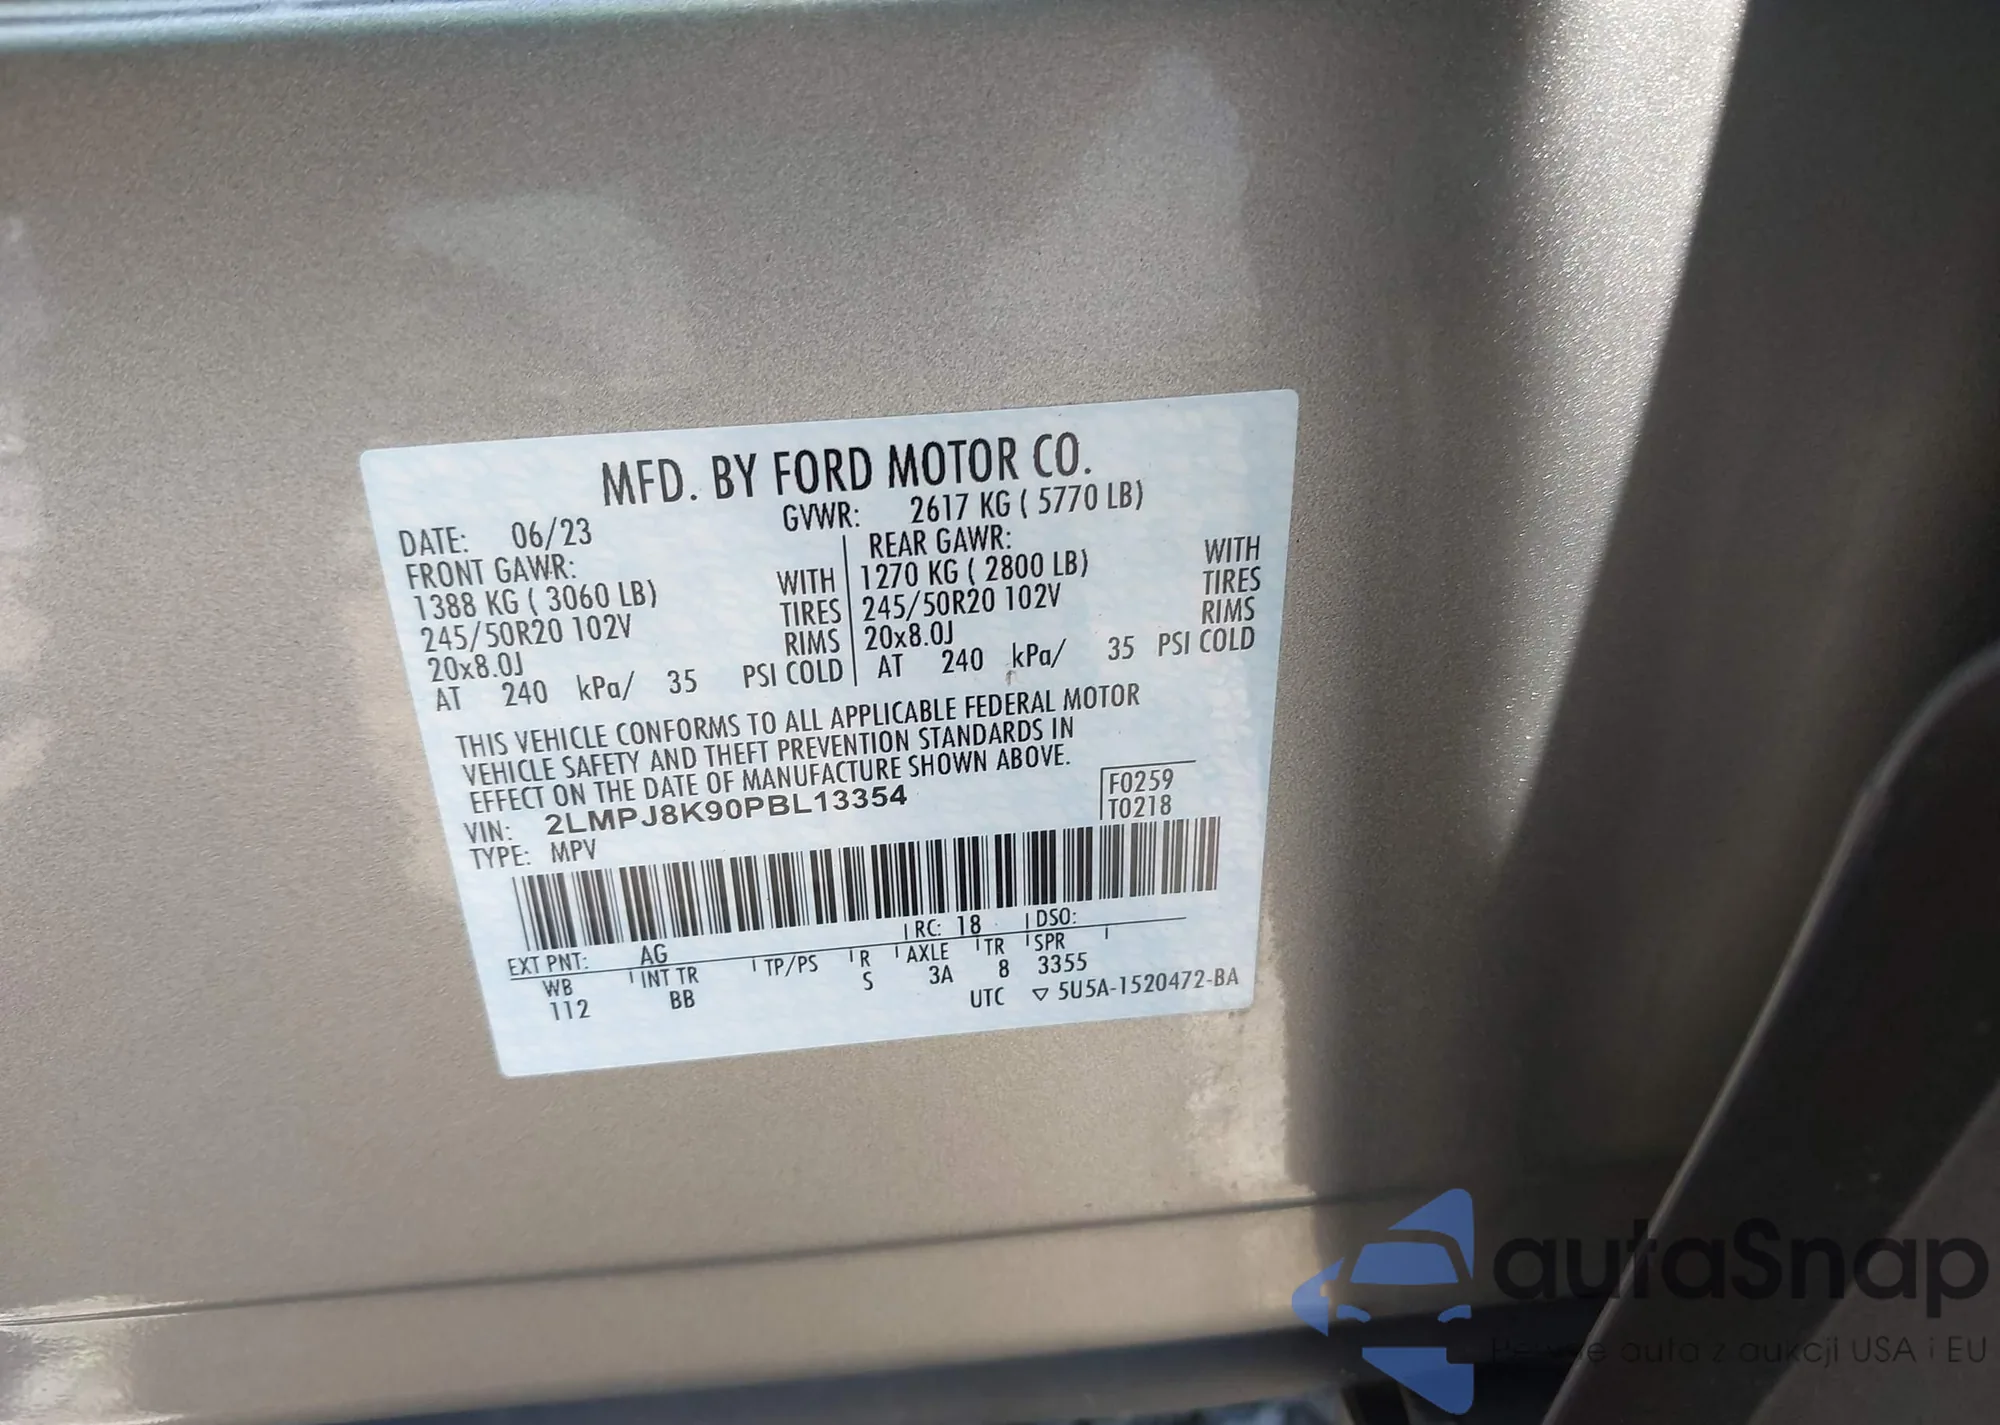 MFD. BY FORD MOTOR CO.
DATE: 06/23 GVWR: 2617 KG ( 5770 LB)
FRONT GAWR: REAR GAWR:
1388 KG ( 3060 LB) WITH 1270 KG ( 2800 LB) WITH
245/50R20 102V TIRES 245/50R20 102V TIRES
20x8.0J RIMS 20x8.0J RIMS
AT 240 kPa/ 35 PSI COLD AT 240 kPa/ 35 PSI COLD
THIS VEHICLE CONFORMS TO ALL APPLICABLE FEDERAL MOTOR
VEHICLE SAFETY AND THEFT PREVENTION STANDARDS IN
EFFECT ON THE DATE OF MANUFACTURE SHOWN ABOVE.
VIN: 2LMPJ8K90PBL13354 F0259
TYPE: MPV T0218
EXT PNT: AG RC: 18 DSO:
WB INT TR TP/PS R AXLE TR SPR
112 BB S 3A 8 3355
UTC ▽ 5U5A-1520472-BA
autaSnap
auta z aukcji USA i EU